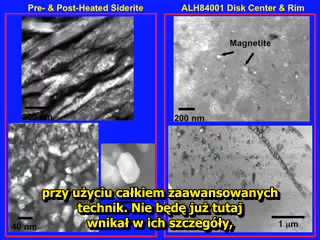 Pre- & Post-Heated Siderite
ALH84001 Disk Center & Rim
Magnetite
200 nm
200 nm
40 nm
1 μm
przy użyciu całkiem zaawansowanych
technik. Nie będę już tutaj
wnikał w ich szczegóły,